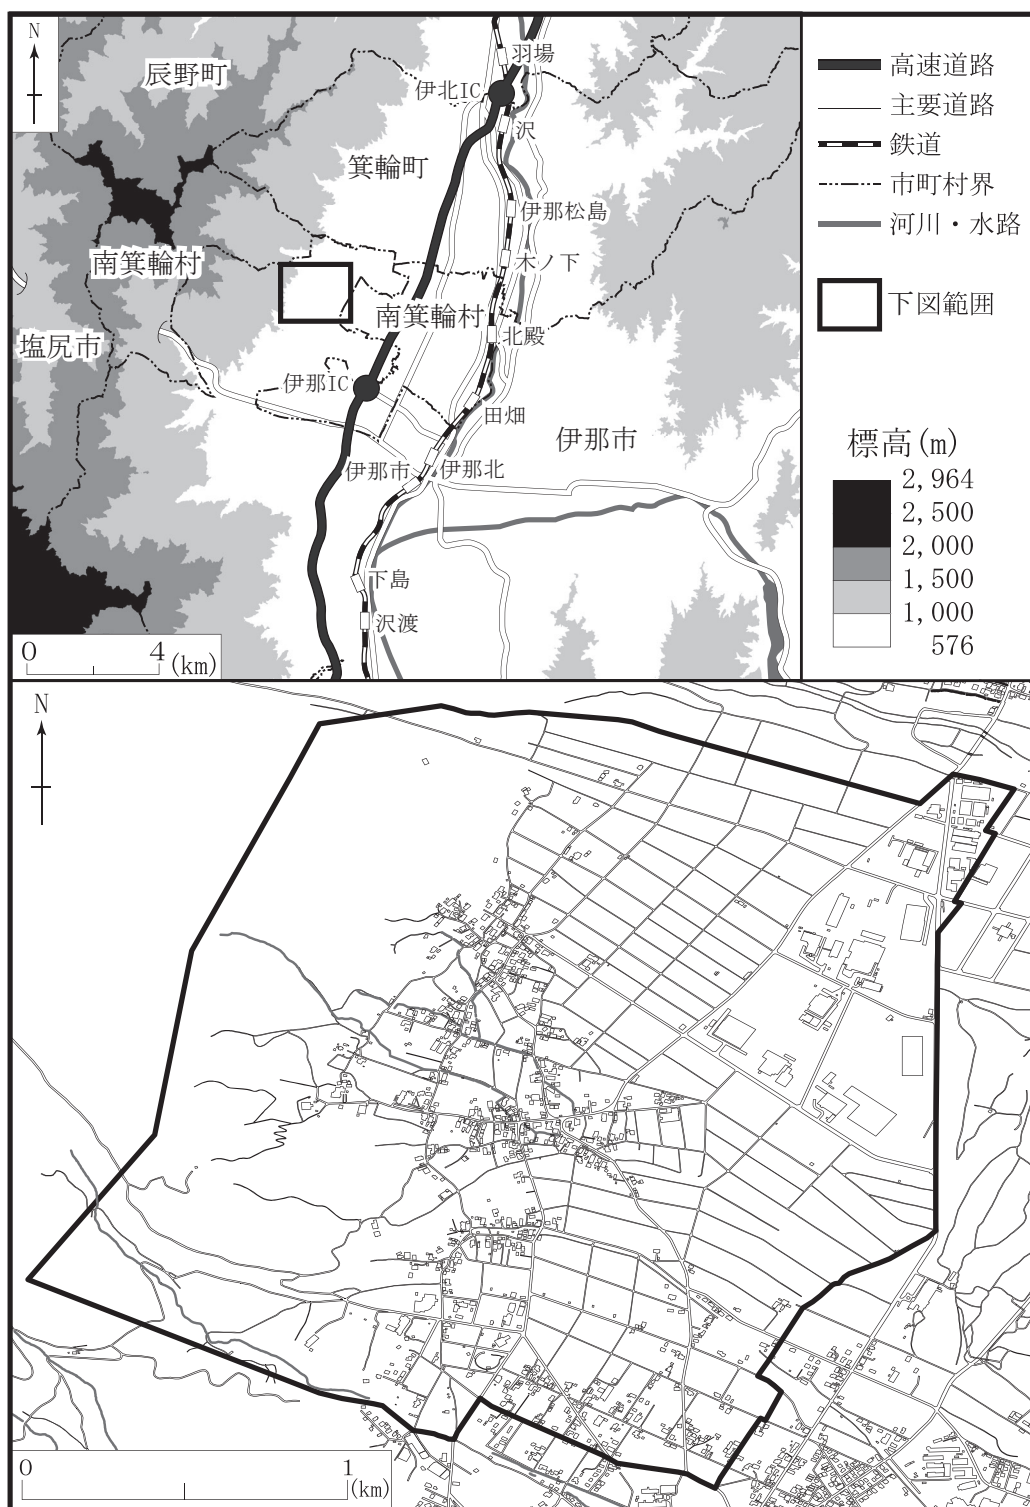 N
辰野町
羽場
伊北IC
沢
箕輪町
伊那松島
木ノ下
南箕輪村
南箕輪村
北殿
塩尻市
伊那IC
田畑
伊那市
伊那市
伊那北
下島
沢渡
0 4 (km)
高速道路
主要道路
鉄道
市町村界
河川・水路
下図範囲
標高(m)
2,964
2,500
2,000
1,500
1,000
576
N
0 1 (km)